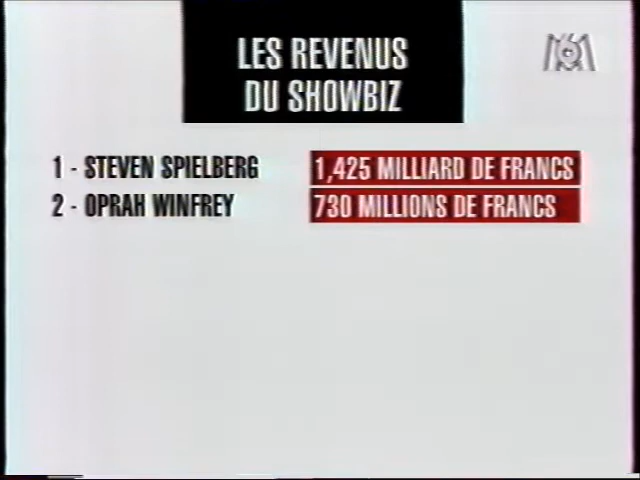 LES REVENUS
DU SHOWBIZ
M6
1 - STEVEN SPIELBERG 1,425 MILLIARD DE FRANCS
2 - OPRAH WINFREY 730 MILLIONS DE FRANCS